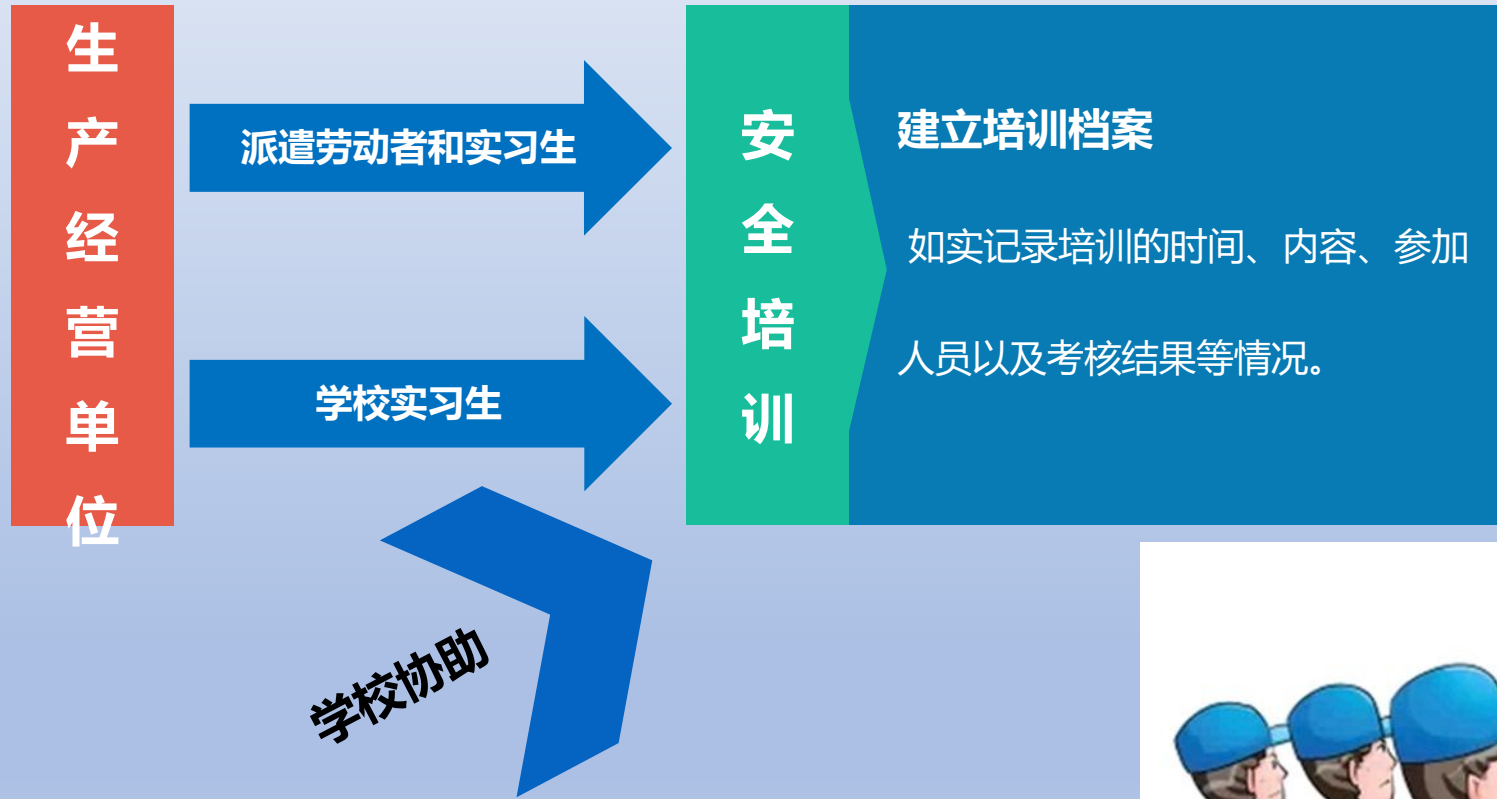 生产经营单位
派遣劳动者和实习生
学校实习生
学校协助
安全培训
建立培训档案
如实记录培训的时间、内容、参加
人员以及考核结果等情况。